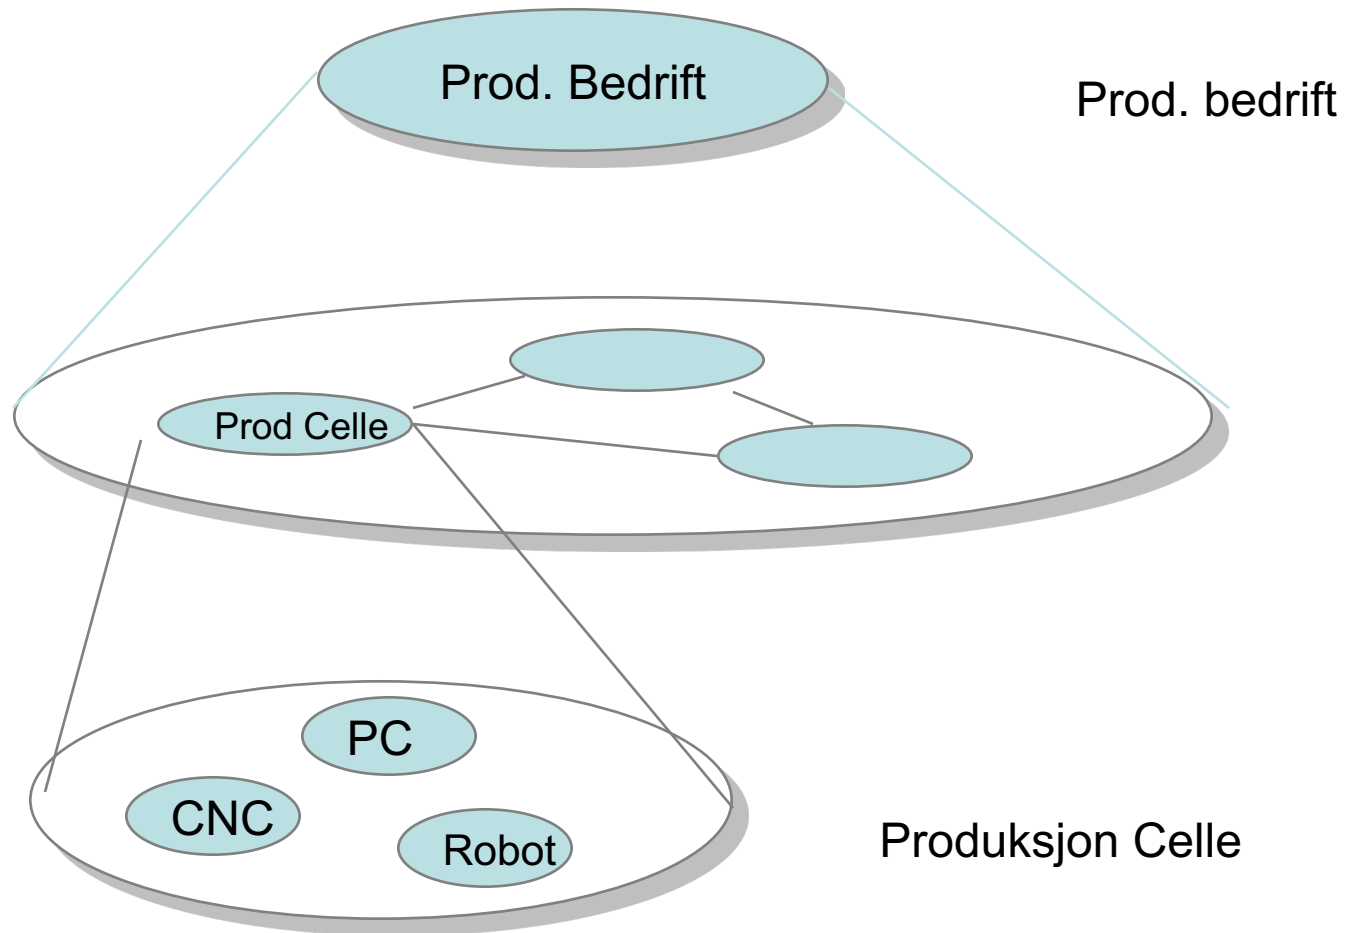 Prod. Bedrift
Prod. bedrift
Prod Celle
PC
CNC
Robot
Produksjon Celle